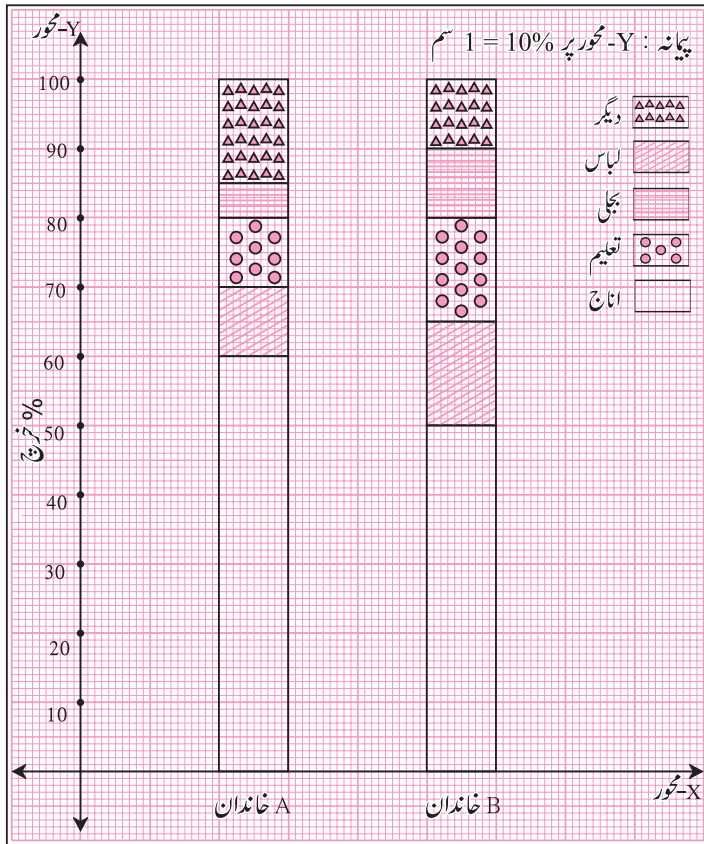 Y-محور
پیمانہ : Y-محور پر 10% = 1 سم
100
90
80
70
60
50
40
30
20
10
خرچ %
دیگر
لباس
بجلی
تعلیم
اناج
X-محور
خاندان A
خاندان B